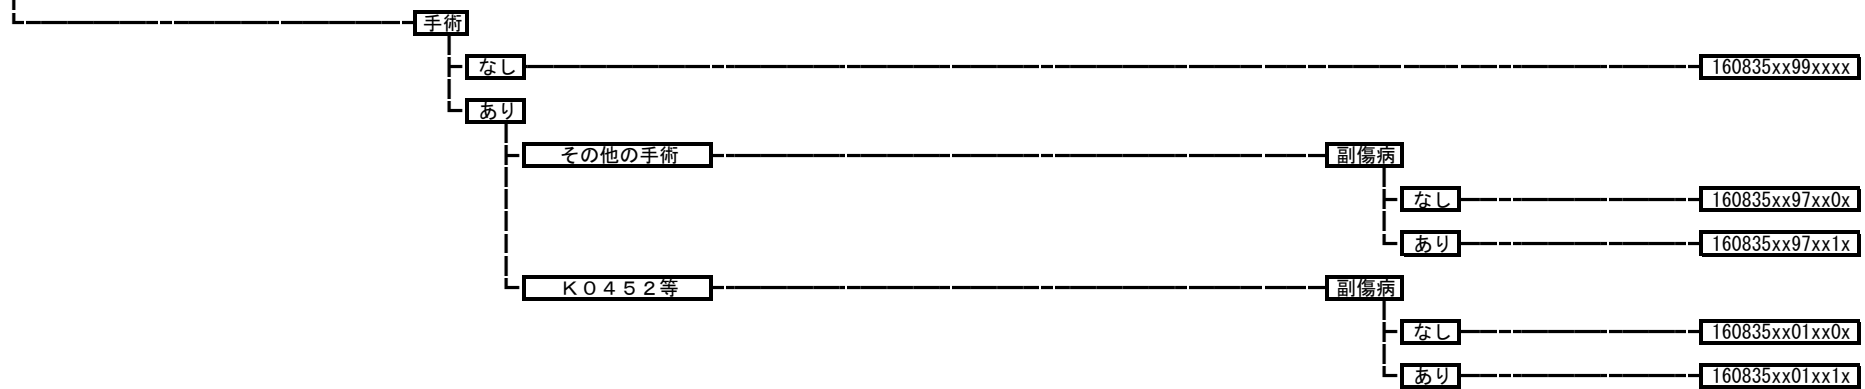 手術
なし 160835xx99xxxx
あり
その他の手術 副傷病
なし 160835xx97xx0x
あり 160835xx97xx1x
Ｋ０４５２等 副傷病
なし 160835xx01xx0x
あり 160835xx01xx1x